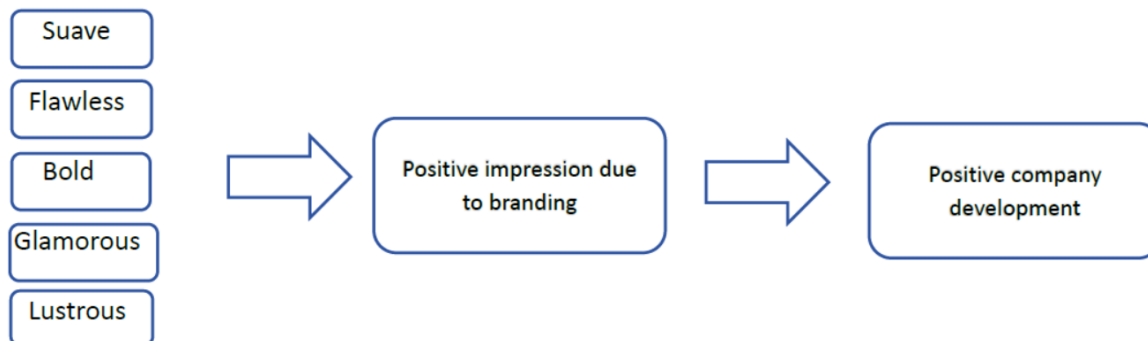 Suave
Flawless
Bold
Glamorous
Lustrous
Positive impression due
to branding
Positive company
development